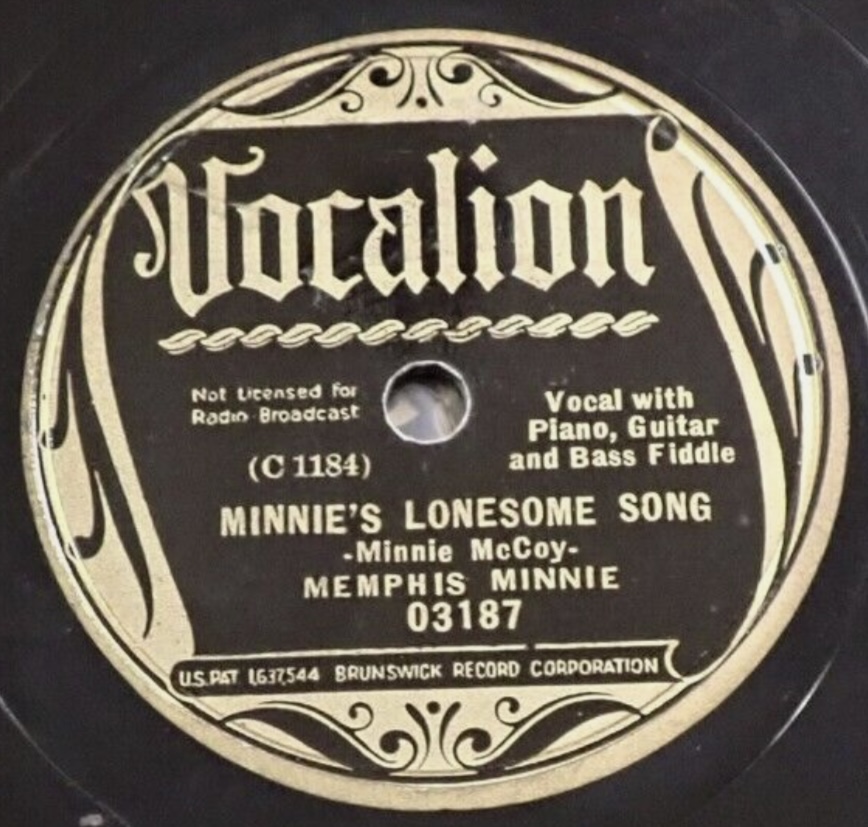 Vocalion
Not Licensed for
Radio Broadcast
Vocal with
Piano, Guitar
and Bass Fiddle
(C 1184)
MINNIE'S LONESOME SONG
-Minnie McCoy-
MEMPHIS MINNIE
03187
U.S. PAT 1,637,544 BRUNSWICK RECORD CORPORATION